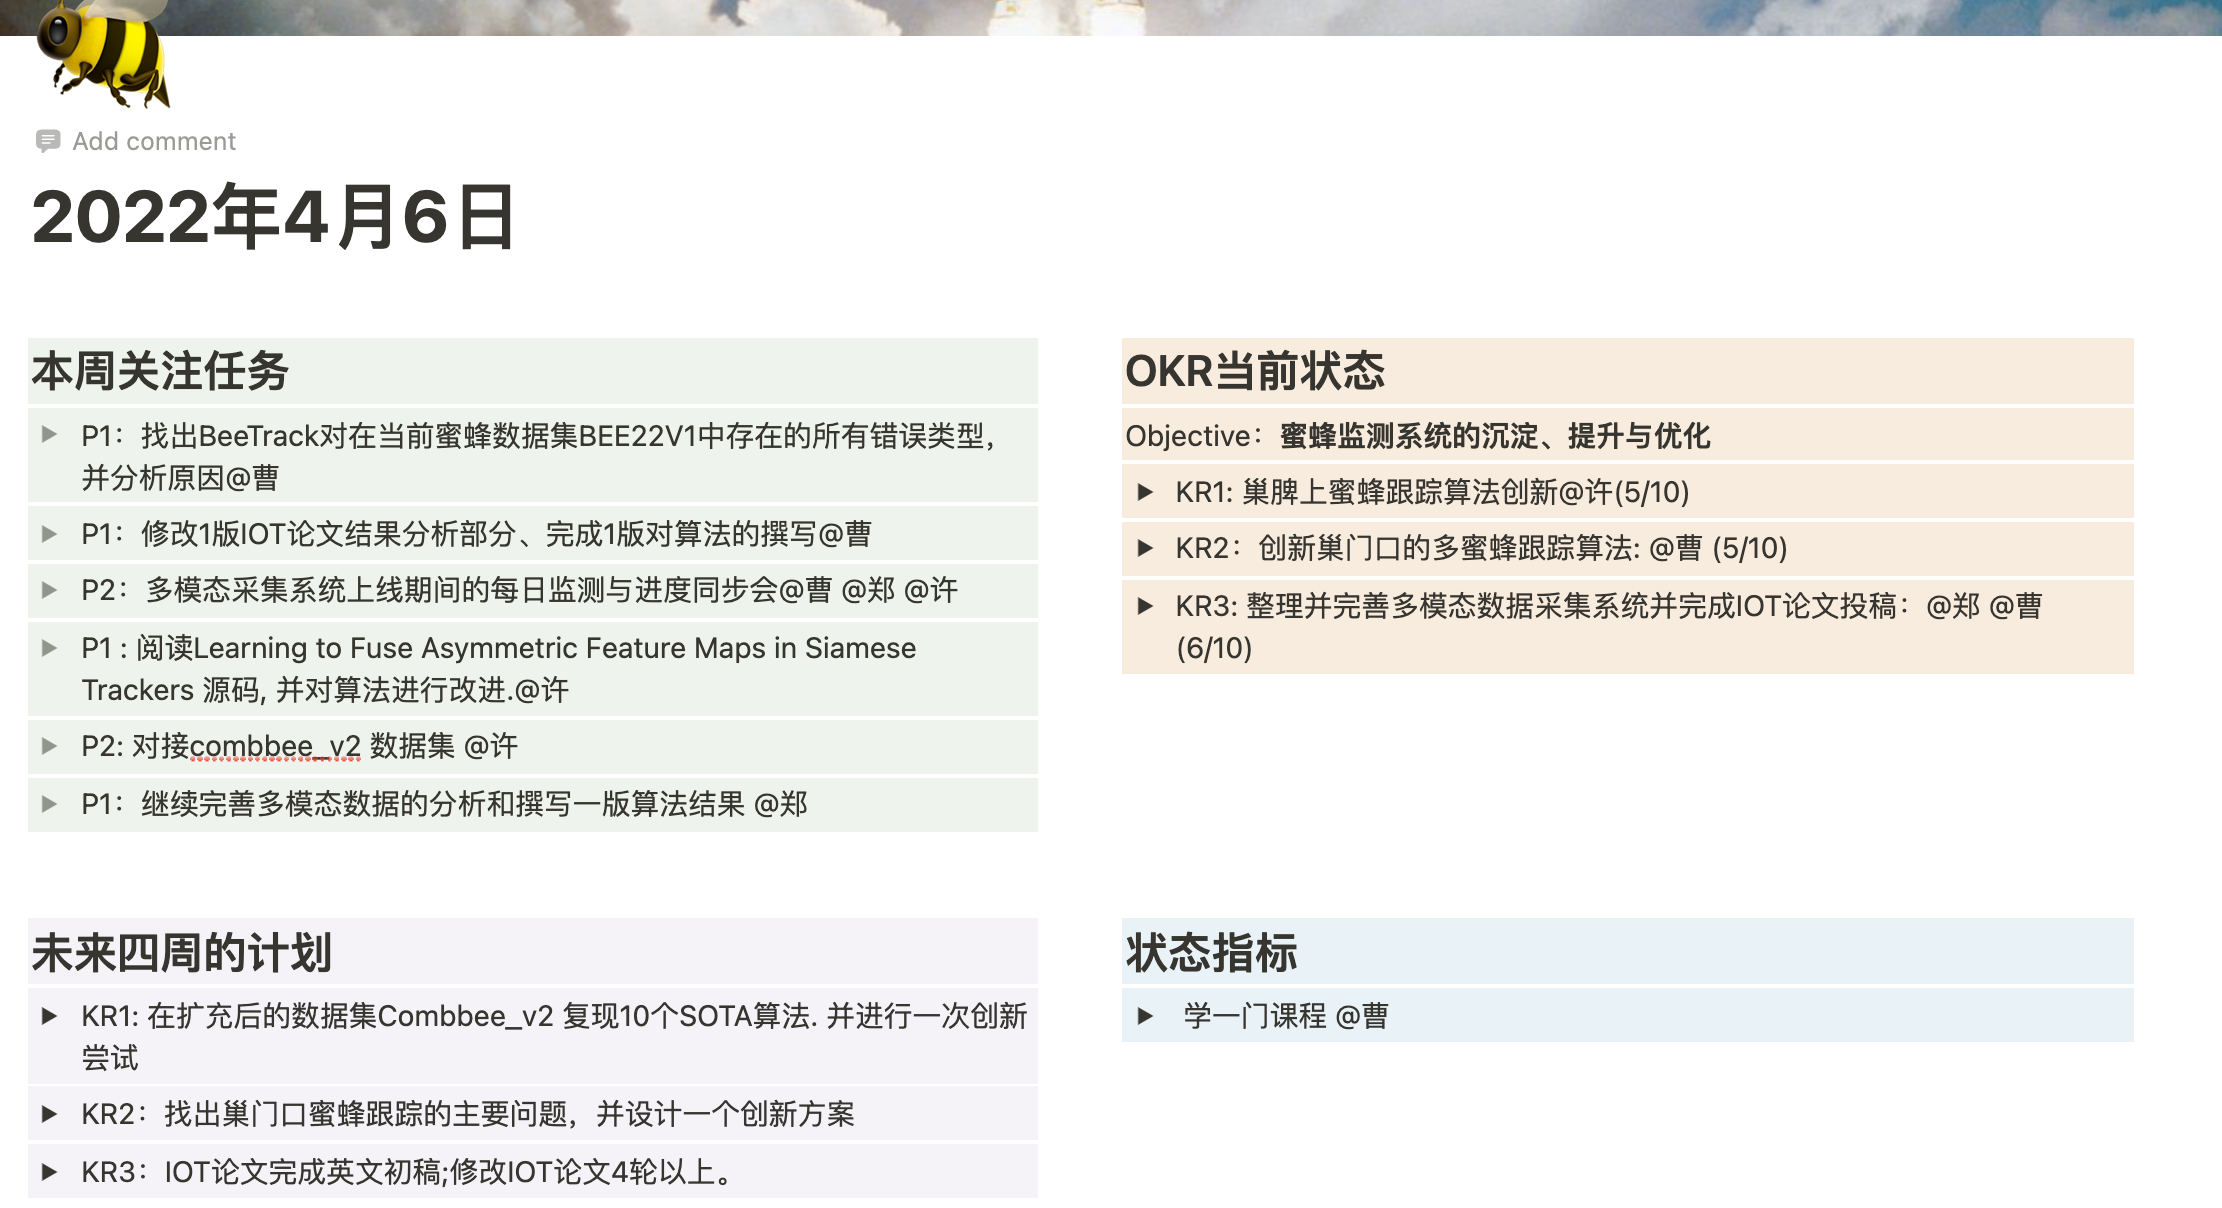 Add comment
2022年4月6日
本周关注任务
P1：找出BeeTrack对在当前蜜蜂数据集BEE22V1中存在的所有错误类型，
并分析原因@曹
P1：修改1版IOT论文结果分析部分、完成1版对算法的撰写@曹
P2：多模态采集系统上线期间的每日监测与进度同步会@曹 @郑 @许
P1 : 阅读Learning to Fuse Asymmetric Feature Maps in Siamese
Trackers 源码, 并对算法进行改进.@许
P2: 对接combbee_v2 数据集 @许
P1：继续完善多模态数据的分析和撰写一版算法结果 @郑
OKR当前状态
Objective：蜜蜂监测系统的沉淀、提升与优化
KR1: 巢脾上蜜蜂跟踪算法创新@许(5/10)
KR2：创新巢门口的多蜜蜂跟踪算法: @曹 (5/10)
KR3: 整理并完善多模态数据采集系统并完成IOT论文投稿：@郑 @曹
(6/10)
未来四周的计划
KR1: 在扩充后的数据集Combbee_v2 复现10个SOTA算法. 并进行一次创新
尝试
KR2：找出巢门口蜜蜂跟踪的主要问题，并设计一个创新方案
KR3：IOT论文完成英文初稿;修改IOT论文4轮以上。
状态指标
学一门课程 @曹